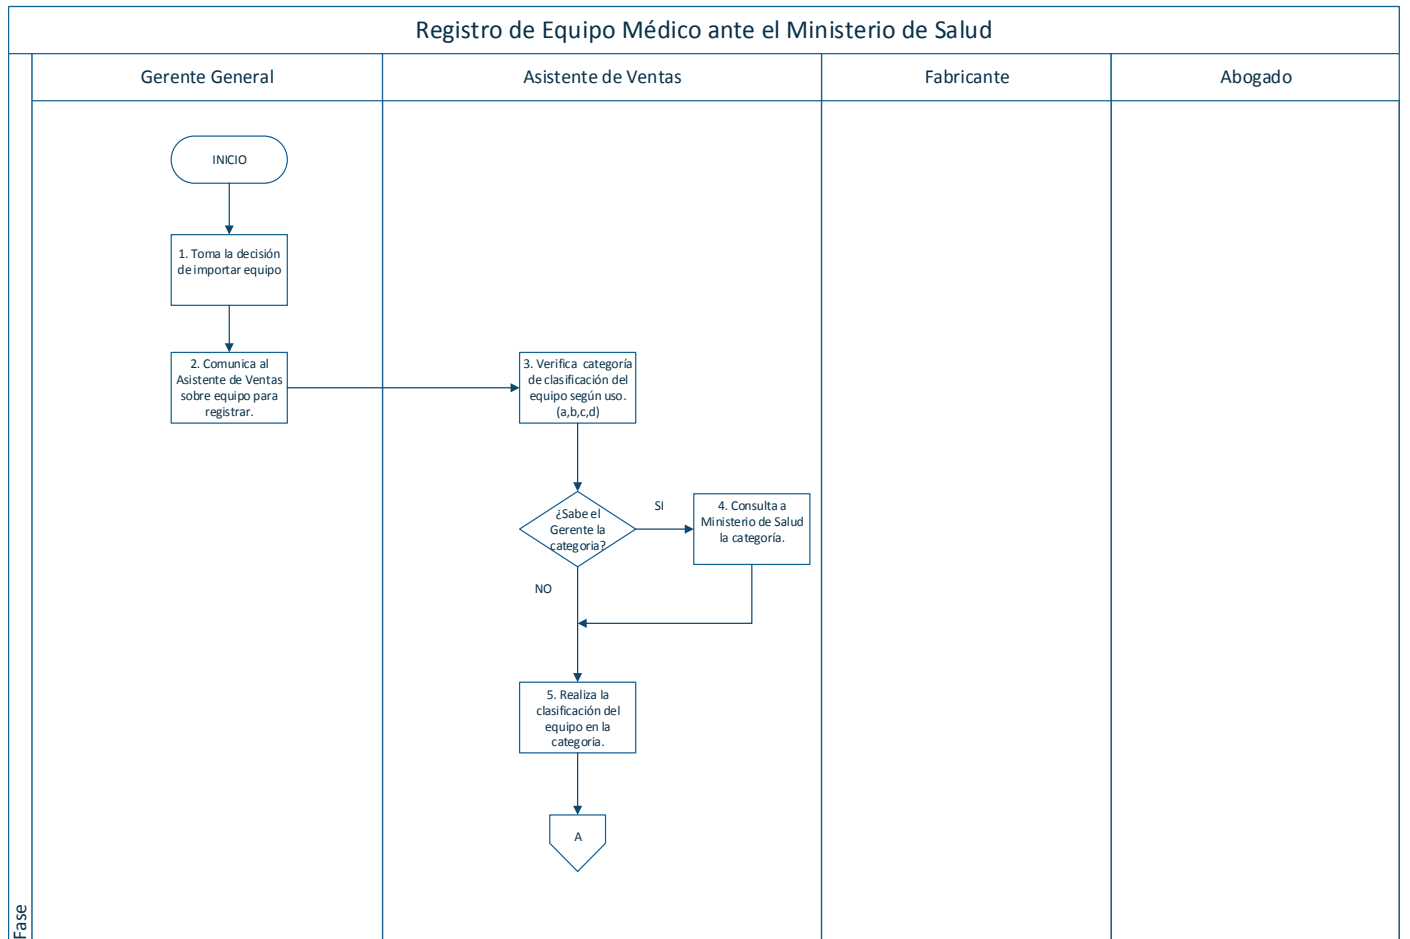 Registro de Equipo Médico ante el Ministerio de Salud
Gerente General
Asistente de Ventas
Fabricante
Abogado
INICIO
1. Toma la decisión
de importar equipo
2. Comunica al
Asistente de Ventas
sobre equipo para
registrar.
3. Verifica categoría
de clasificación del
equipo según uso.
(a,b,c,d)
¿Sabe el
Gerente la
categoria?
SI
4. Consulta a
Ministerio de Salud
la categoría.
NO
5. Realiza la
clasificación del
equipo en la
categoria.
A
Fase